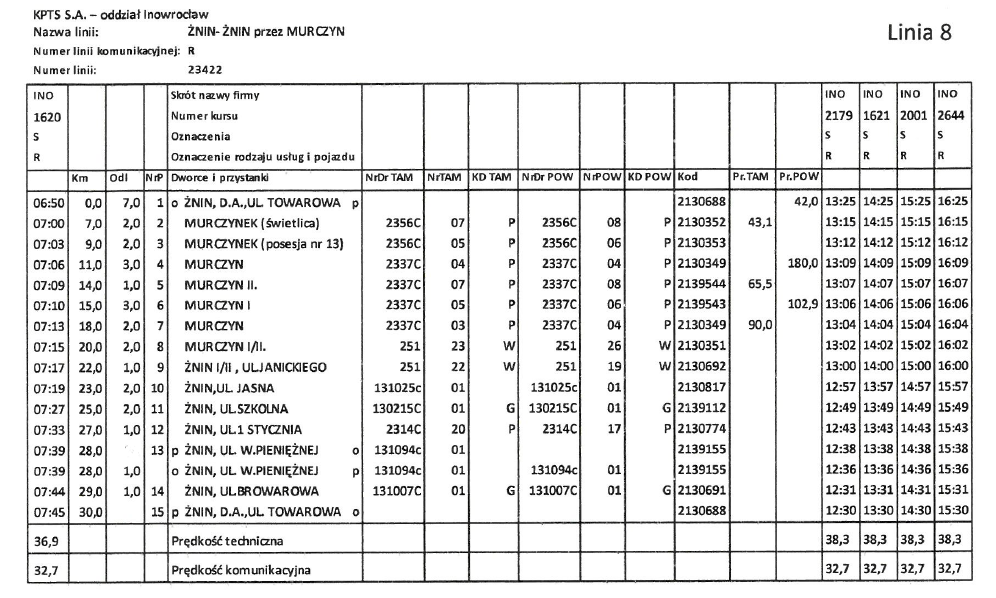 KPTS S.A. – oddział Inowrocław
Nazwa linii: ŻNIN- ŻNIN przez MURCZYN
Linia 8
Numer linii komunikacyjnej: R
Numer linii: 23422
INO Skrót nazwy firmy INO INO INO INO
1620 Numer kursu 2179 1621 2001 2644
S Oznaczenia S S S S
R Oznaczenie rodzaju usług i pojazdu R R R R
Km Odl NrP Dworce i przystanki NrDr TAM NrTAM KD TAM NrDr POW NrPOW KD POW Kod Pr.TAM Pr.POW
06:50 0,0 7,0 1 o ŻNIN, D.A.,UL. TOWAROWA p 2130688 42,0 13:25 14:25 15:25 16:25
07:00 7,0 2,0 2 MURCZYNEK (świetlica) 2356C 07 P 2356C 08 P 2130352 43,1 13:15 14:15 15:15 16:15
07:03 9,0 2,0 3 MURCZYNEK (posesja nr 13) 2356C 05 P 2356C 06 P 2130353 13:12 14:12 15:12 16:12
07:06 11,0 3,0 4 MURCZYN 2337C 04 P 2337C 04 P 2130349 180,0 13:09 14:09 15:09 16:09
07:09 14,0 1,0 5 MURCZYN II. 2337C 07 P 2337C 08 P 2139544 65,5 13:07 14:07 15:07 16:07
07:10 15,0 3,0 6 MURCZYN I 2337C 05 P 2337C 06 P 2139543 102,9 13:06 14:06 15:06 16:06
07:13 18,0 2,0 7 MURCZYN 2337C 03 P 2337C 04 P 2130349 90,0 13:04 14:04 15:04 16:04
07:15 20,0 2,0 8 MURCZYN I/II. 251 23 W 251 26 W 2130351 13:02 14:02 15:02 16:02
07:17 22,0 1,0 9 ŻNIN I/II , UL.JANICKIEGO 251 22 W 251 19 W 2130692 13:00 14:00 15:00 16:00
07:19 23,0 2,0 10 ŻNIN,UL. JASNA 131025c 01 131025c 01 2130817 12:57 13:57 14:57 15:57
07:27 25,0 2,0 11 ŻNIN, UL.SZKOLNA 130215C 01 G 130215C 01 G 2139112 12:49 13:49 14:49 15:49
07:33 27,0 1,0 12 ŻNIN, UL.1 STYCZNIA 2314C 20 P 2314C 17 P 2130774 12:43 13:43 14:43 15:43
07:39 28,0 13 p ŻNIN, UL. W.PIENIĘŻNEJ o 131094c 01 2139155 12:38 13:38 14:38 15:38
07:39 28,0 1,0 o ŻNIN, UL. W.PIENIĘŻNEJ p 131094c 01 131094c 01 2139155 12:36 13:36 14:36 15:36
07:44 29,0 1,0 14 ŻNIN, UL.BROWAROWA 131007C 01 G 131007C 01 G 2130691 12:31 13:31 14:31 15:31
07:45 30,0 15 p ŻNIN, D.A.,UL. TOWAROWA o 2130688 12:30 13:30 14:30 15:30
36,9 Prędkość techniczna 38,3 38,3 38,3 38,3
32,7 Prędkość komunikacyjna 32,7 32,7 32,7 32,7